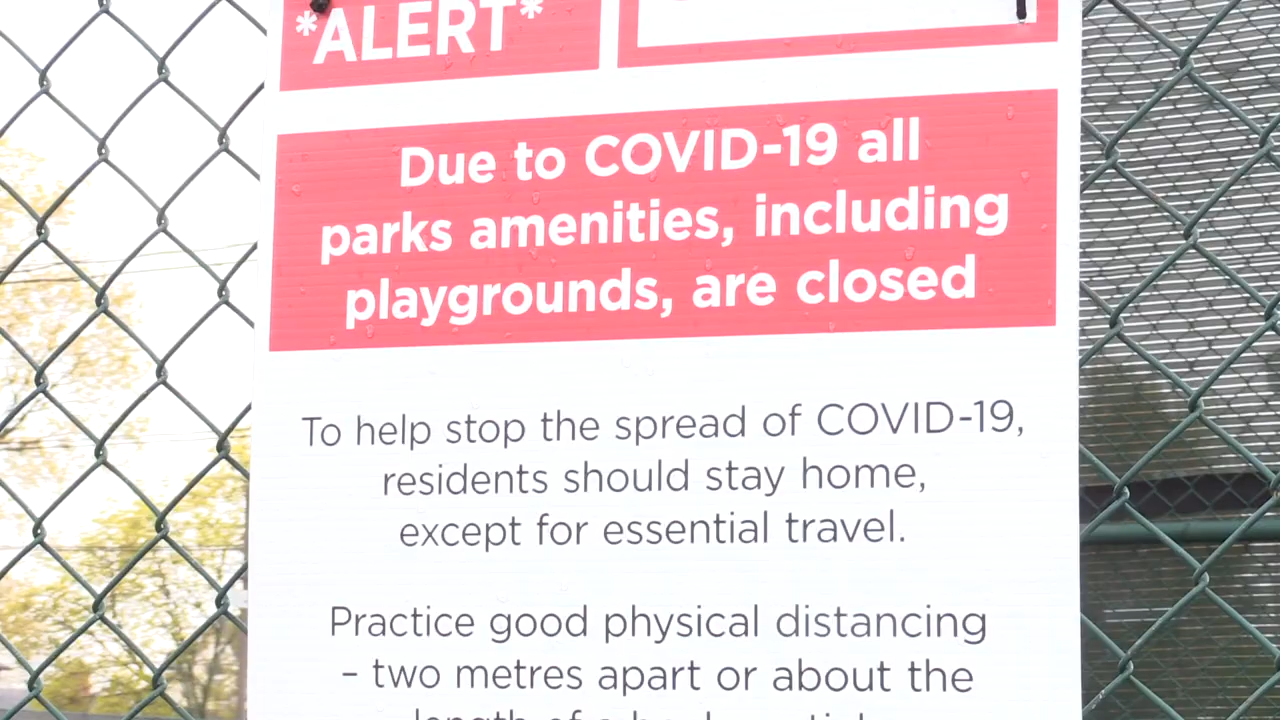 *ALERT*
Due to COVID-19 all
parks amenities, including
playgrounds, are closed
To help stop the spread of COVID-19,
residents should stay home,
except for essential travel.
Practice good physical distancing
– two metres apart or about the
length of a